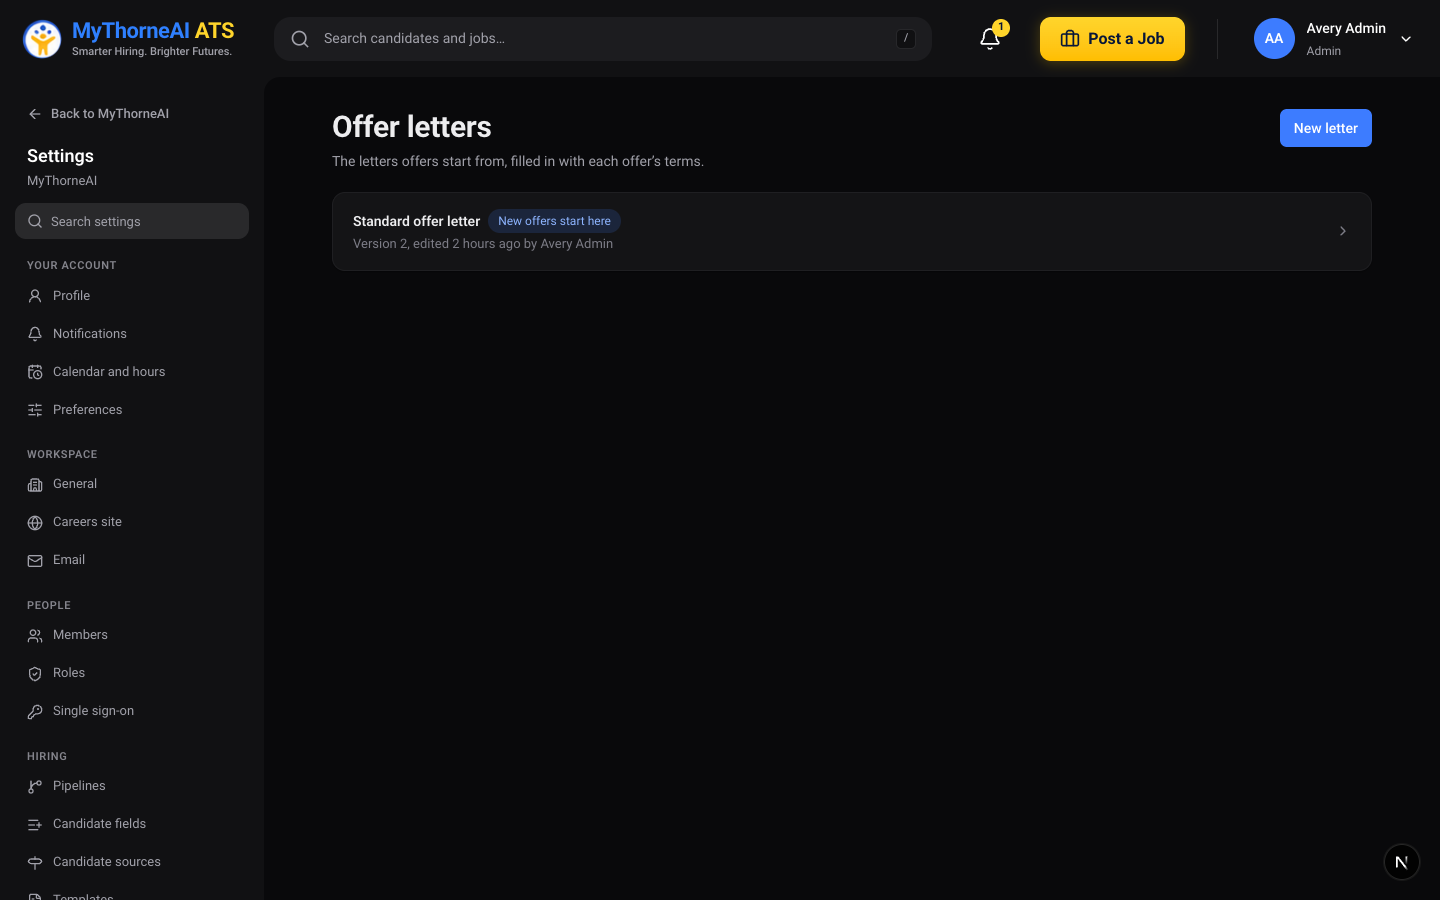 MyThorneAI ATS
Smarter Hiring. Brighter Futures.
Search candidates and jobs…
/
1
Post a Job
AA
Avery Admin
Admin
Back to MyThorneAI
Settings
MyThorneAI
Search settings
YOUR ACCOUNT
Profile
Notifications
Calendar and hours
Preferences
WORKSPACE
General
Careers site
Email
PEOPLE
Members
Roles
Single sign-on
HIRING
Pipelines
Candidate fields
Candidate sources
Templates
Offer letters
New letter
The letters offers start from, filled in with each offer's terms.
Standard offer letter
New offers start here
Version 2, edited 2 hours ago by Avery Admin
N